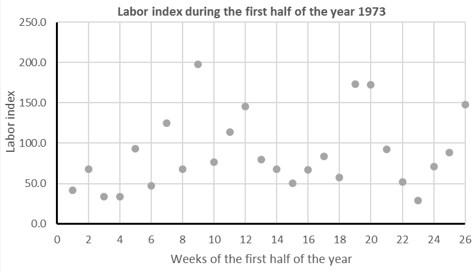 Labor index during the first half of the year 1973
250.0
200.0
150.0
100.0
50.0
0.0
Labor index
0 2 4 6 8 10 12 14 16 18 20 22 24 26
Weeks of the first half of the year